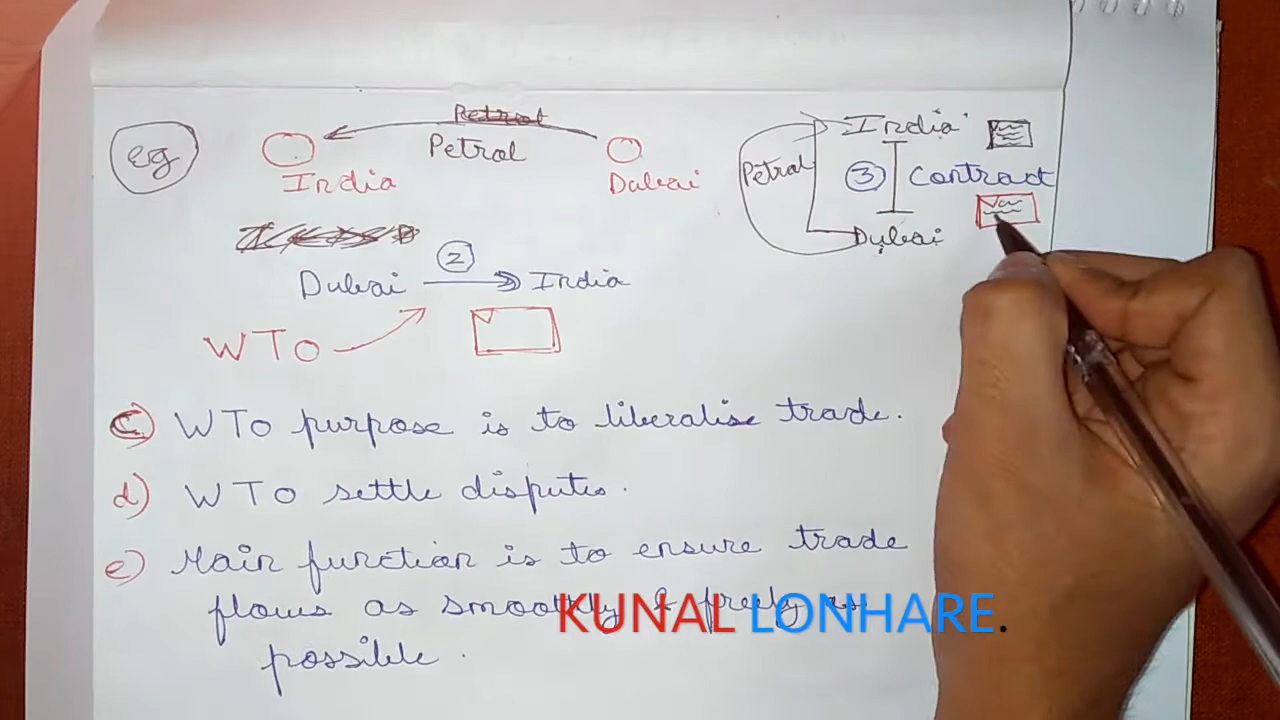 eg
Petrol
Petrol
India
Dubai
India
Petrol
3
Contract
Dubai
2
Dubai
India
WTO
c) WTO purpose is to liberalise trade.
d) WTO settle disputes.
e) Main function is to ensure trade
flows as smoothly & freely as
possible.
KUNAL LONHARE.